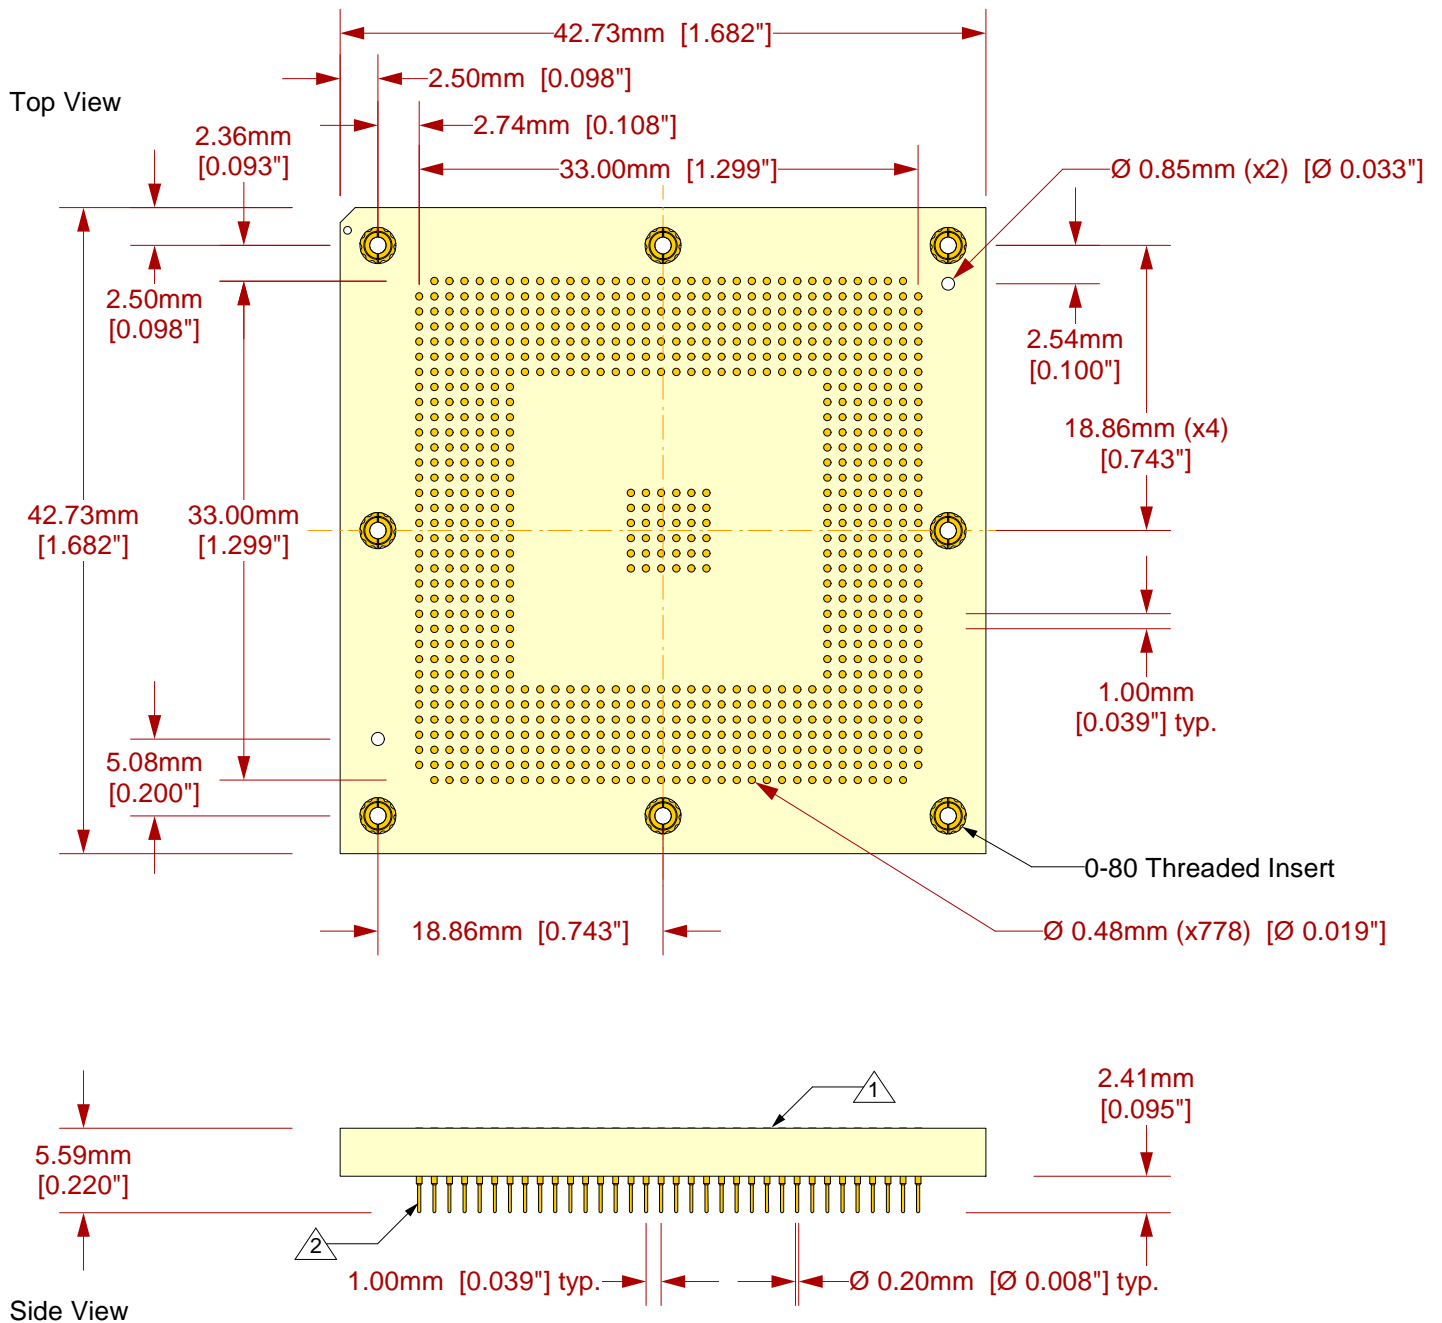 42.73mm [1.682"]
2.50mm [0.098"]
Top View
2.74mm [0.108"]
2.36mm
[0.093"]
33.00mm [1.299"]
Ø 0.85mm (x2) [Ø 0.033"]
2.50mm
[0.098"]
2.54mm
[0.100"]
18.86mm (x4)
[0.743"]
42.73mm
[1.682"]
33.00mm
[1.299"]
1.00mm
[0.039"] typ.
5.08mm
[0.200"]
0-80 Threaded Insert
18.86mm [0.743"]
Ø 0.48mm (x778) [Ø 0.019"]
1
2.41mm
[0.095"]
5.59mm
[0.220"]
2
1.00mm [0.039"] typ.
Ø 0.20mm [Ø 0.008"] typ.
Side View